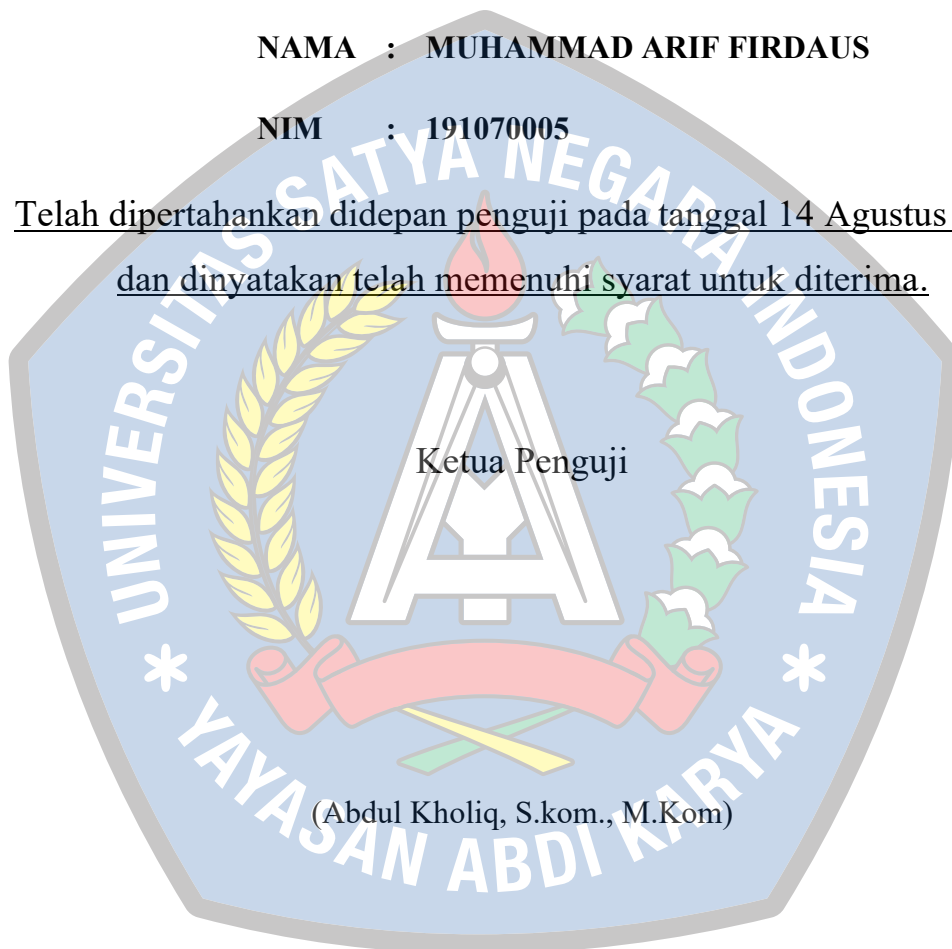 NAMA : MUHAMMAD ARIF FIRDAUS
NIM : 191070005
Telah dipertahankan didepan penguji pada tanggal 14 Agustus
dan dinyatakan telah memenuhi syarat untuk diterima.
Ketua Penguji
(Abdul Kholiq, S.kom., M.Kom)
UNIVERSITAS SATYA NEGARA INDONESIA
* YAYASAN ABDI KARYA *